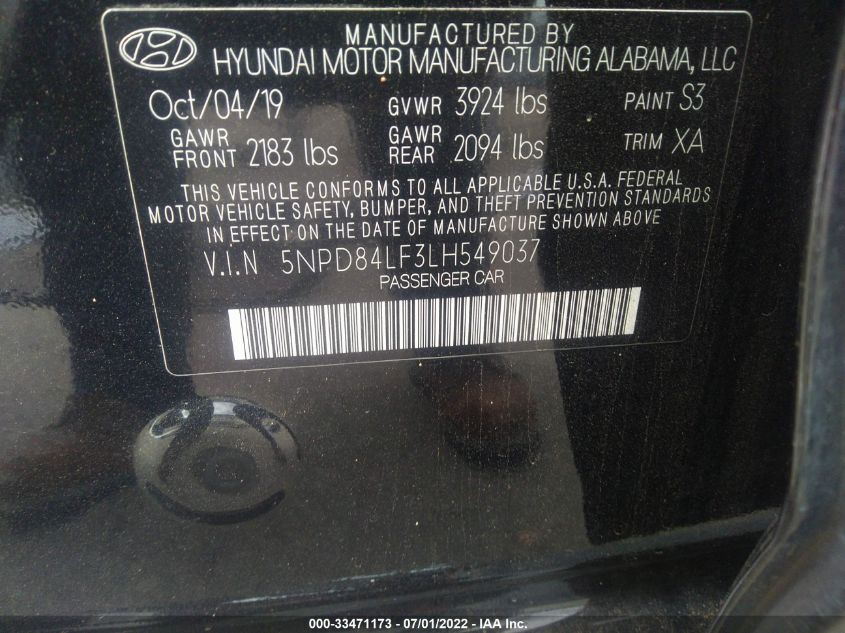 MANUFACTURED BY
HYUNDAI MOTOR MANUFACTURING ALABAMA, LLC
Oct/04/19 GVWR 3924 lbs PAINT S3
GAWR FRONT 2183 lbs GAWR REAR 2094 lbs TRIM XA
THIS VEHICLE CONFORMS TO ALL APPLICABLE U.S.A. FEDERAL
MOTOR VEHICLE SAFETY, BUMPER, AND THEFT PREVENTION STANDARDS
IN EFFECT ON THE DATE OF MANUFACTURE SHOWN ABOVE
V.I.N 5NPD84LF3LH549037
PASSENGER CAR
000-33471173 - 07/01/2022 - IAA Inc.